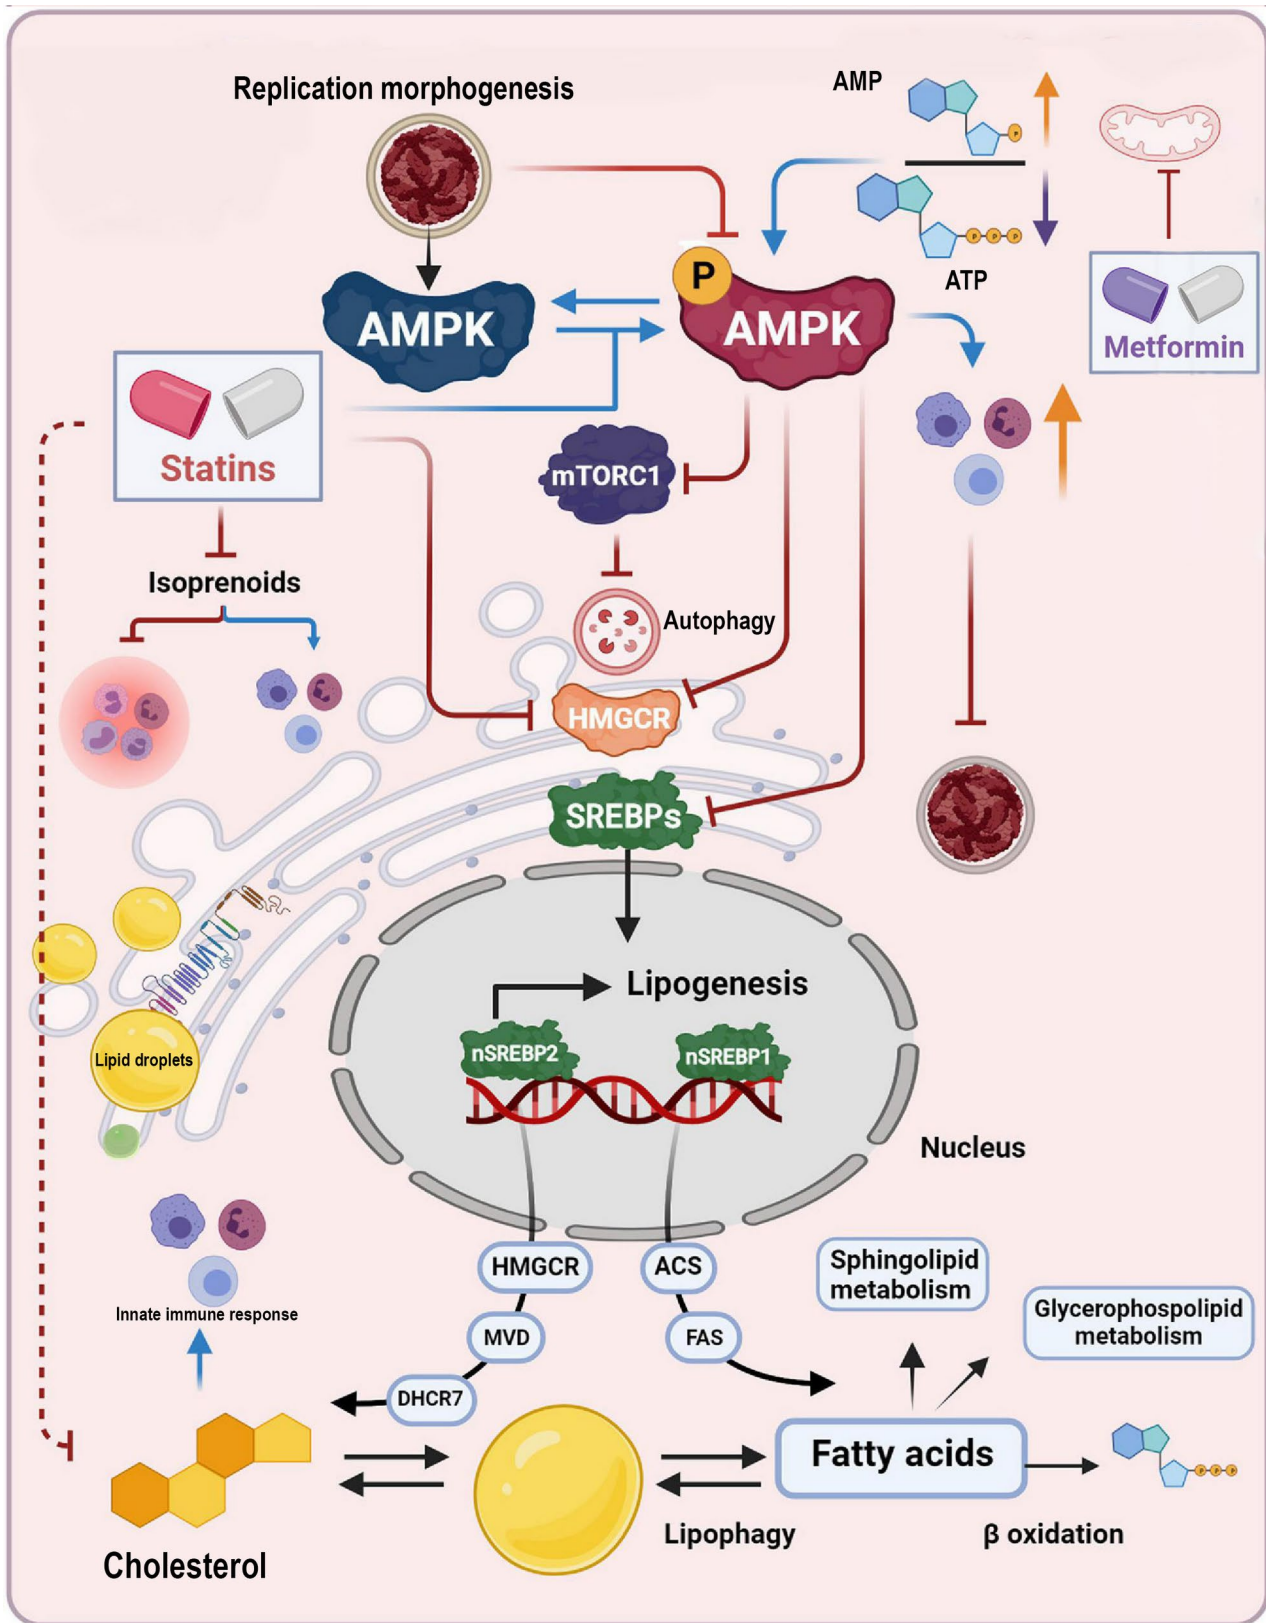 Replication morphogenesis
AMP
P
ATP
P P P
P
AMPK
AMPK
Metformin
Statins
mTORC1
Isoprenoids
Autophagy
HMGCR
SREBPs
Lipogenesis
nSREBP2
nSREBP1
Lipid droplets
Nucleus
HMGCR
ACS
Sphingolipid
metabolism
Glycerophospolipid
metabolism
Innate immune response
MVD
FAS
DHCR7
Fatty acids
P P P
Lipophagy
β oxidation
Cholesterol